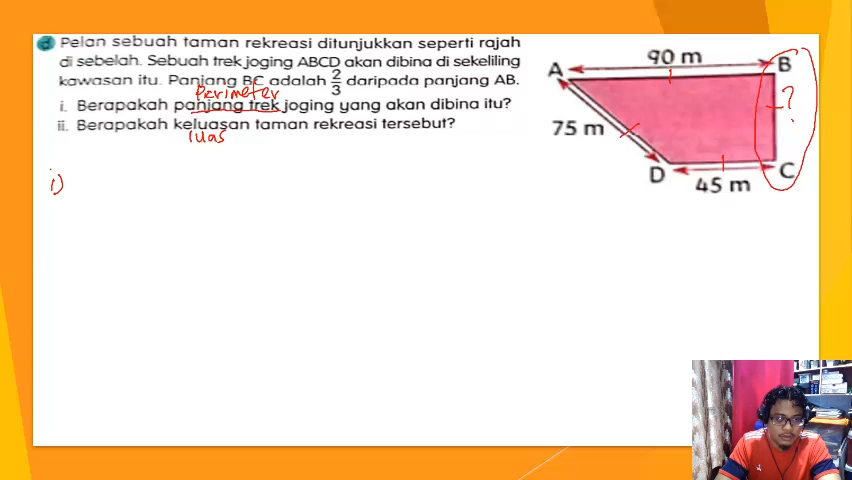 d Pelan sebuah taman rekreasi ditunjukkan seperti rajah
di sebelah. Sebuah trek joging ABCD akan dibina di sekeliling
kawasan itu. Panjang BC adalah 2/3 daripada panjang AB.
Perimeter
i. Berapakah panjang trek joging yang akan dibina itu?
ii. Berapakah keluasan taman rekreasi tersebut?
luas
i)
90 m
A
B
?
75 m
D
45 m
C